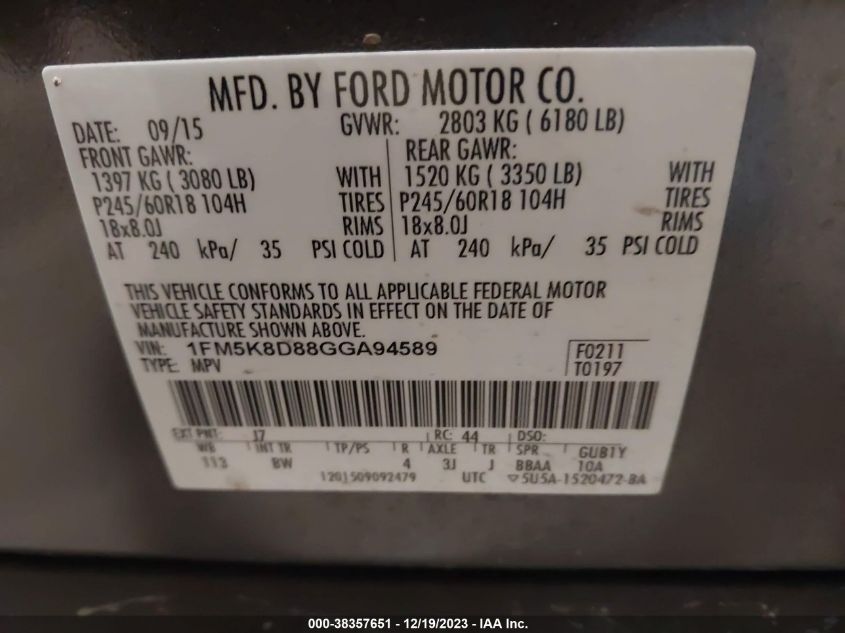 MFD. BY FORD MOTOR CO.
DATE: 09/15 GVWR: 2803 KG ( 6180 LB)
FRONT GAWR: REAR GAWR:
1397 KG ( 3080 LB) WITH 1520 KG ( 3350 LB) WITH
P245/60R18 104H TIRES P245/60R18 104H TIRES
18x8.0J RIMS 18x8.0J RIMS
AT 240 kPa/ 35 PSI COLD AT 240 kPa/ 35 PSI COLD
THIS VEHICLE CONFORMS TO ALL APPLICABLE FEDERAL MOTOR
VEHICLE SAFETY STANDARDS IN EFFECT ON THE DATE OF
MANUFACTURE SHOWN ABOVE.
VIN: 1FM5K8D88GGA94589 F0211
TYPE: MPV T0197
EXT PNT: J7 RC: 44 DSO:
WB INT TR TP/PS R AXLE TR SPR GUB1Y
113 BW 4 3J J BBAA 10A
1201509092479 UTC ▽5U5A-1520472-BA
000-38357651 - 12/19/2023 - IAA Inc.